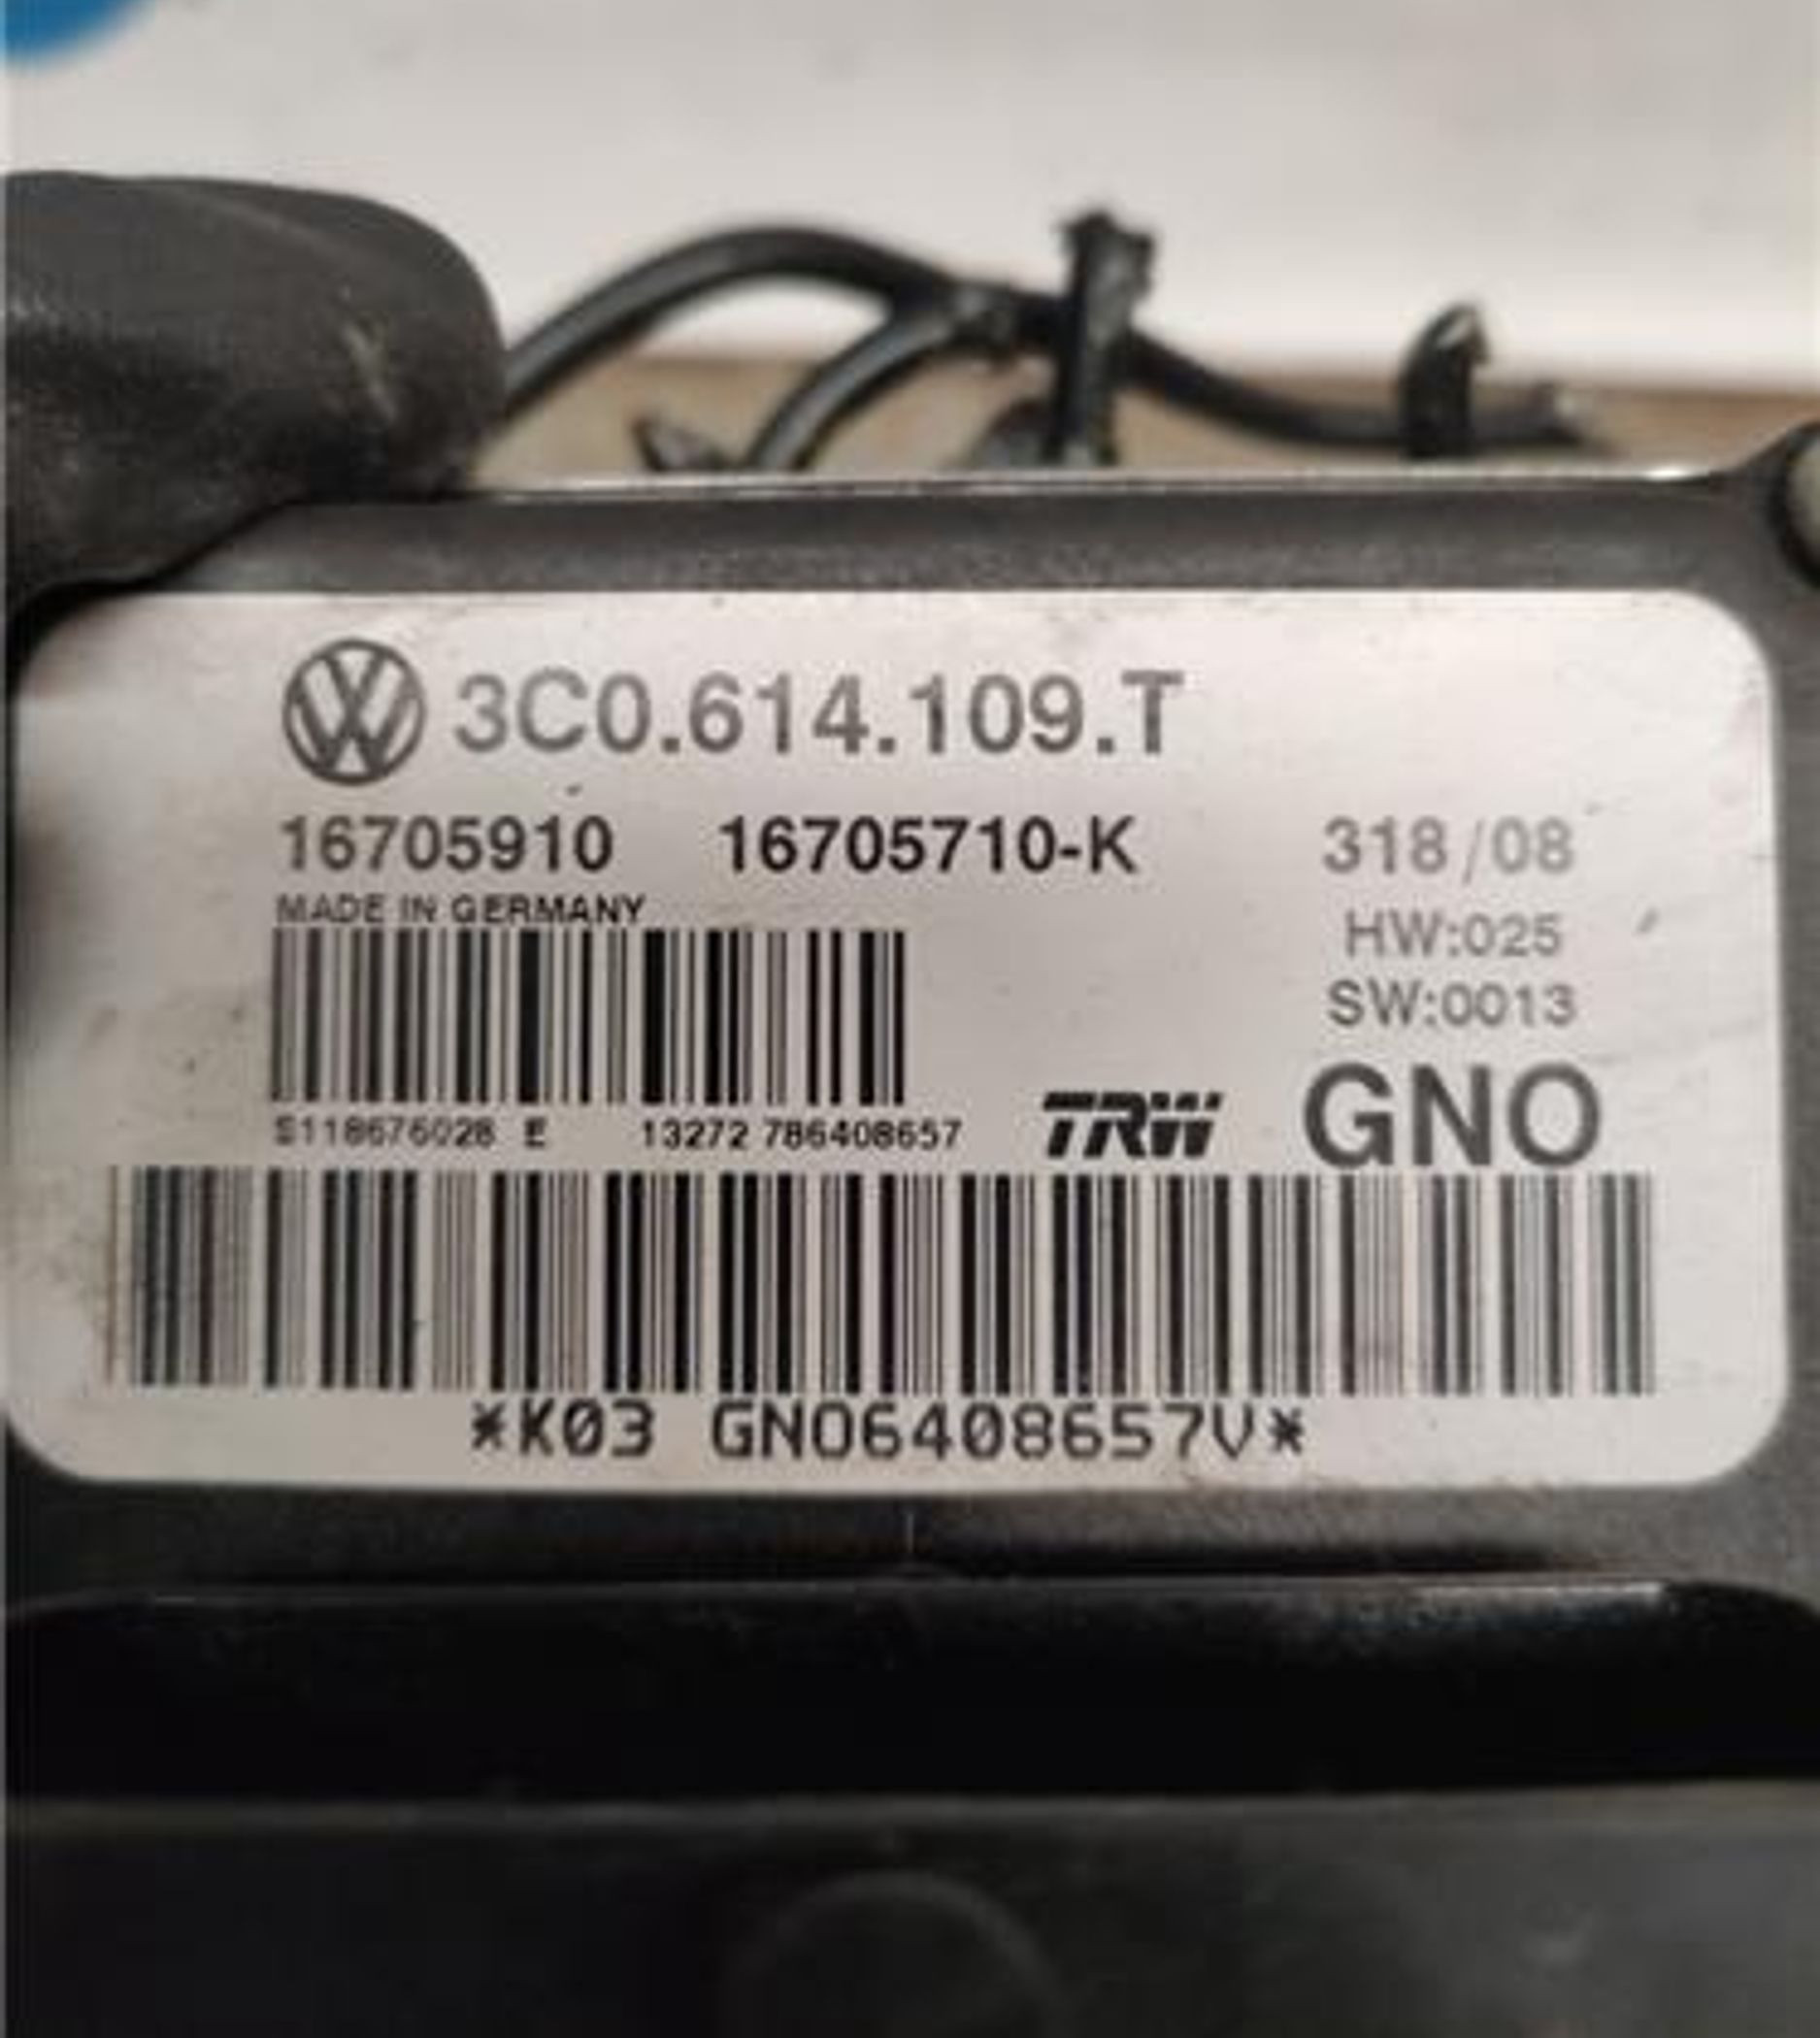 3C0.614.109.T
16705910 16705710-K 318/08
MADE IN GERMANY
HW:025
SW:0013
S118676028 E 13272 786408657
TRW GNO
*K03 GNO6408657V*